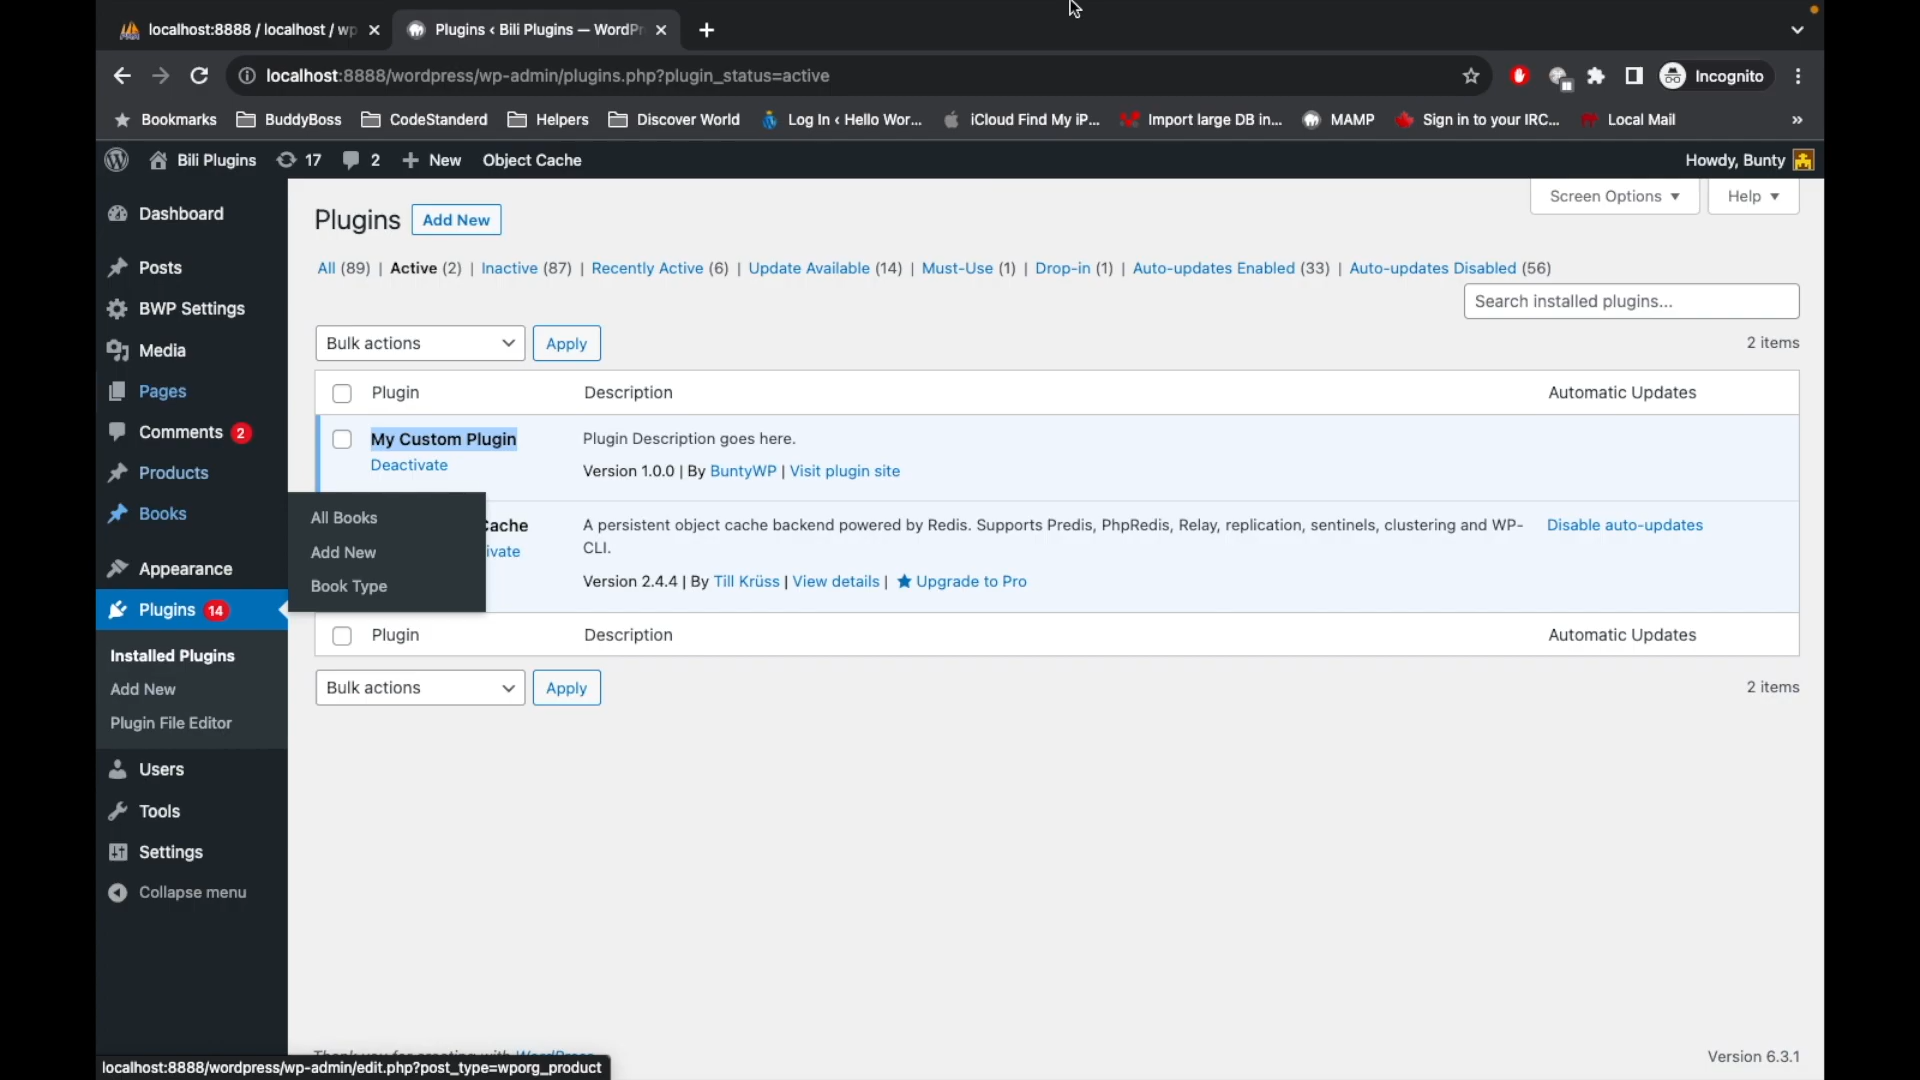 localhost:8888 / localhost / wp
Plugins ‹ Bili Plugins — WordPr
localhost:8888/wordpress/wp-admin/plugins.php?plugin_status=active
Incognito
Bookmarks BuddyBoss CodeStanderd Helpers Discover World Log In ‹ Hello Wor... iCloud Find My iP... Import large DB in... MAMP Sign in to your IRC... Local Mail »
Bili Plugins 17 2 + New Object Cache Howdy, Bunty
Dashboard
Posts
BWP Settings
Media
Pages
Comments 2
Products
Books
Appearance
Plugins 14
Installed Plugins
Add New
Plugin File Editor
Users
Tools
Settings
Collapse menu
All Books
Add New
Book Type
Screen Options ▼ Help ▼
Plugins Add New
All (89) | Active (2) | Inactive (87) | Recently Active (6) | Update Available (14) | Must-Use (1) | Drop-in (1) | Auto-updates Enabled (33) | Auto-updates Disabled (56)
Search installed plugins...
Bulk actions Apply 2 items
Plugin Description Automatic Updates
My Custom Plugin Plugin Description goes here.
Deactivate
Version 1.0.0 | By BuntyWP | Visit plugin site
Cache A persistent object cache backend powered by Redis. Supports Predis, PhpRedis, Relay, replication, sentinels, clustering and WP- Disable auto-updates
ivate CLI.
Version 2.4.4 | By Till Krüss | View details | ★ Upgrade to Pro
Plugin Description Automatic Updates
Bulk actions Apply 2 items
Thank you for creating with WordPress
Version 6.3.1
localhost:8888/wordpress/wp-admin/edit.php?post_type=wporg_product